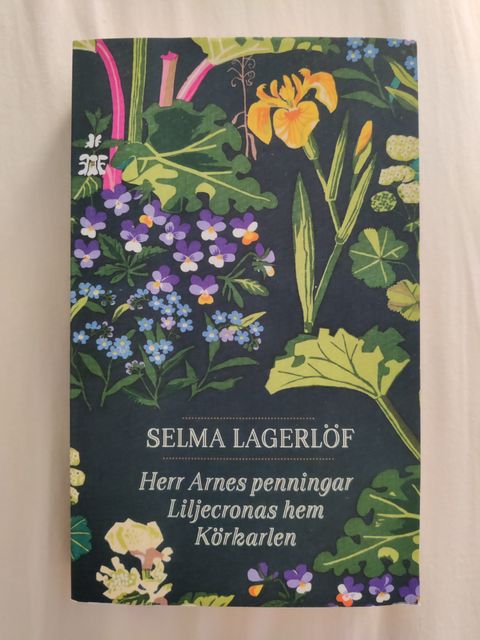 SELMA LAGERLÖF
Herr Arnes penningar
Liljecronas hem
Körkarlen